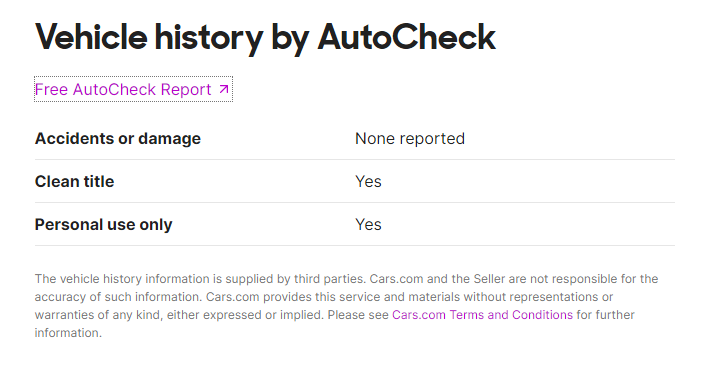 Vehicle history by AutoCheck
Free AutoCheck Report ↗
Accidents or damage None reported
Clean title Yes
Personal use only Yes
The vehicle history information is supplied by third parties. Cars.com and the Seller are not responsible for the
accuracy of such information. Cars.com provides this service and materials without representations or
warranties of any kind, either expressed or implied. Please see Cars.com Terms and Conditions for further
information.